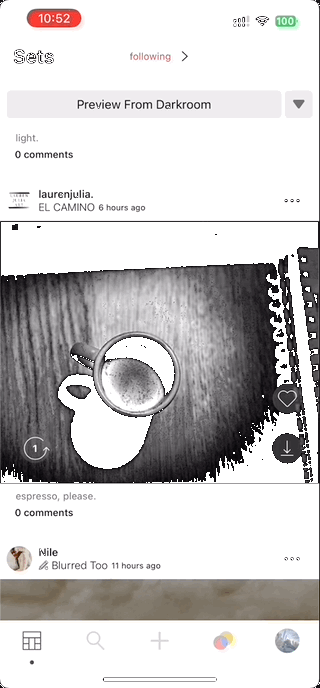 10:52
100
Sets
following
Preview From Darkroom
light.
0 comments
laurenjulia.
EL CAMINO 6 hours ago
1
espresso, please.
0 comments
Nile
Blurred Too 11 hours ago